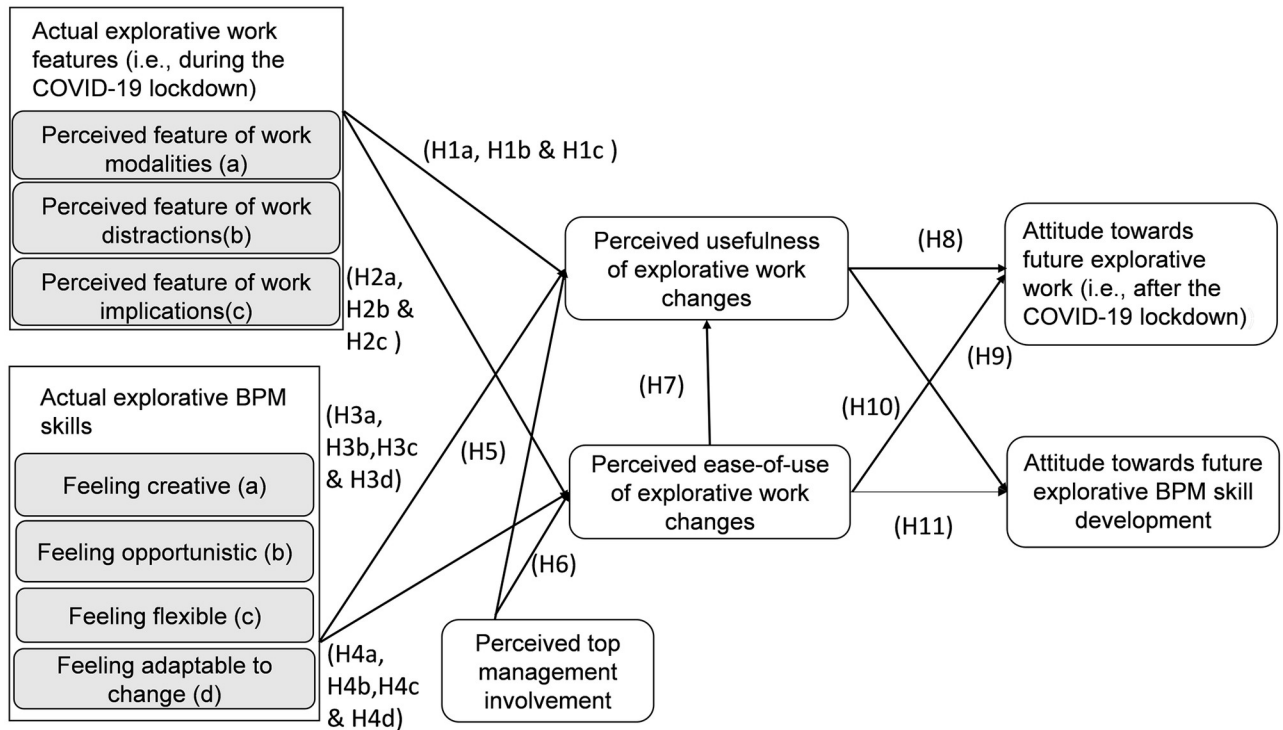 Actual explorative work
features (i.e., during the
COVID-19 lockdown)
Perceived feature of work
modalities (a)
Perceived feature of work
distractions(b)
Perceived feature of work
implications(c)
(H1a, H1b & H1c )
(H2a,
H2b &
H2c )
Actual explorative BPM
skills
Feeling creative (a)
Feeling opportunistic (b)
Feeling flexible (c)
Feeling adaptable to
change (d)
(H3a,
H3b,H3c
& H3d)
(H4a,
H4b,H4c
& H4d)
(H5)
(H6)
Perceived top
management
involvement
Perceived usefulness
of explorative work
changes
(H7)
Perceived ease-of-use
of explorative work
changes
(H8)
(H9)
(H10)
(H11)
Attitude towards
future explorative
work (i.e., after the
COVID-19 lockdown)
Attitude towards future
explorative BPM skill
development